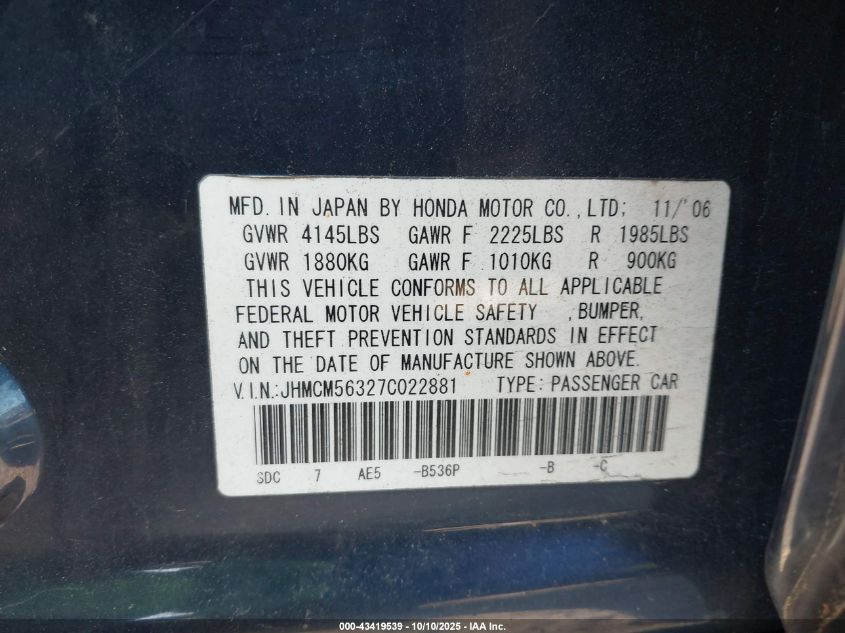 MFD. IN JAPAN BY HONDA MOTOR CO.,LTD; 11/'06
GVWR 4145LBS GAWR F 2225LBS R 1985LBS
GVWR 1880KG GAWR F 1010KG R 900KG
THIS VEHICLE CONFORMS TO ALL APPLICABLE
FEDERAL MOTOR VEHICLE SAFETY ,BUMPER,
AND THEFT PREVENTION STANDARDS IN EFFECT
ON THE DATE OF MANUFACTURE SHOWN ABOVE.
V.I.N.:JHMCM56327C022881 TYPE: PASSENGER CAR
SDC 7 AE5 -B536P -B -C
000-43419539 - 10/10/2025 - IAA Inc.